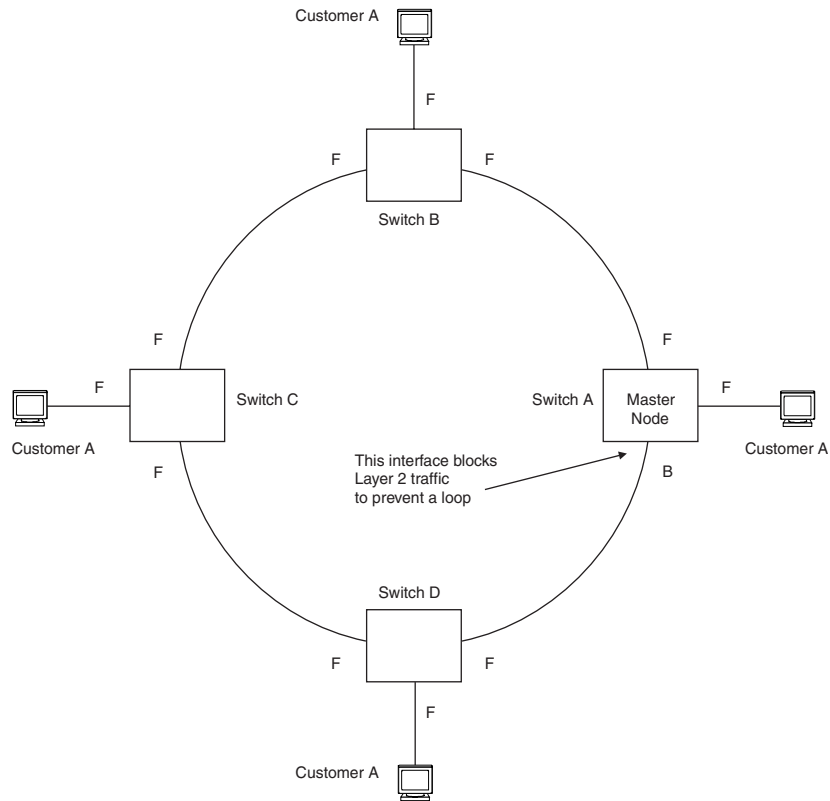 Customer A
F
F
F
Switch B
F
F
F
Switch C
Switch A
Master
Node
F
Customer A
Customer A
F
This interface blocks
Layer 2 traffic
to prevent a loop
B
Switch D
F
F
F
Customer A